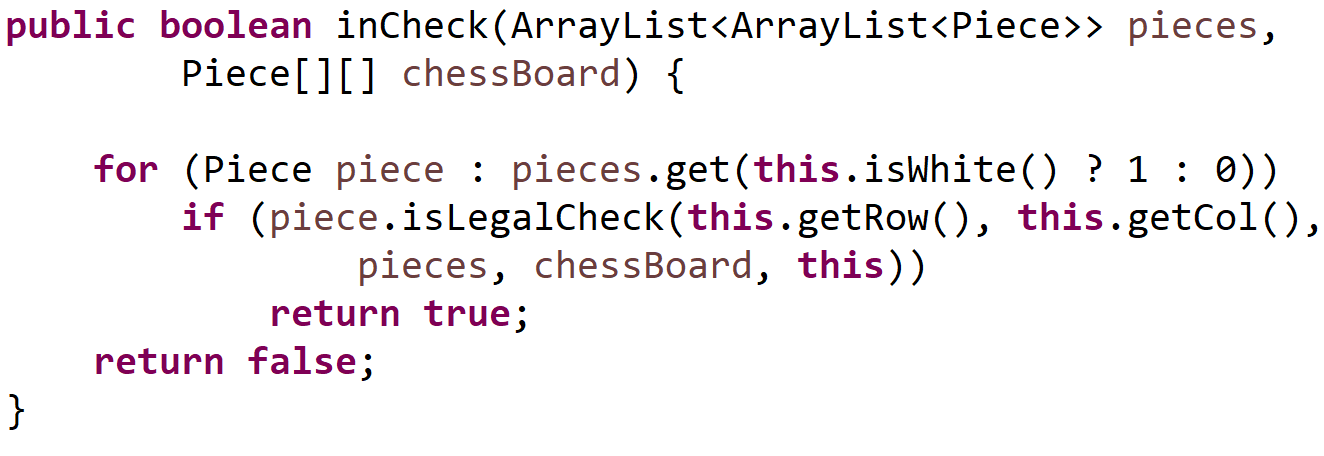 public boolean inCheck(ArrayList<ArrayList<Piece>> pieces,
        Piece[][] chessBoard) {

    for (Piece piece : pieces.get(this.isWhite() ? 1 : 0))
        if (piece.isLegalCheck(this.getRow(), this.getCol(),
                pieces, chessBoard, this))
            return true;
    return false;
}